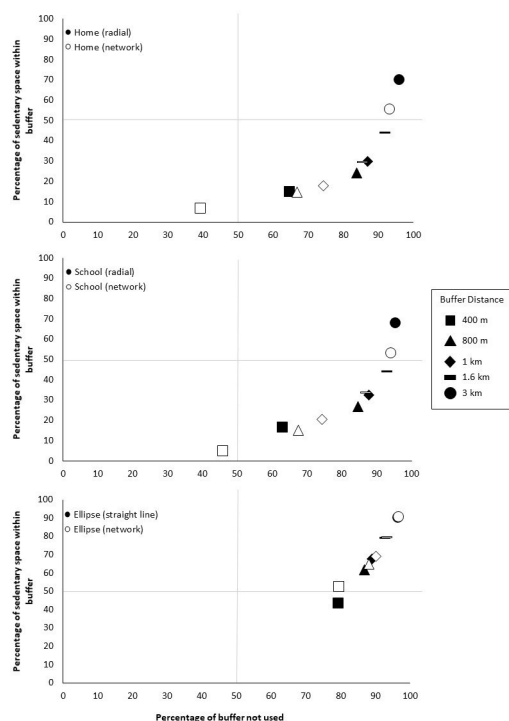 Percentage of sedentary space within
buffer
100
90
80
70
60
50
40
30
20
10
0
Home (radial)
Home (network)
0 10 20 30 40 50 60 70 80 90 100
Percentage of sedentary space within
buffer
100
90
80
70
60
50
40
30
20
10
0
School (radial)
School (network)
0 10 20 30 40 50 60 70 80 90 100
Buffer Distance
400 m
800 m
1 km
1.6 km
3 km
Percentage of sedentary space within
buffer
100
90
80
70
60
50
40
30
20
10
0
Ellipse (straight line)
Ellipse (network)
0 10 20 30 40 50 60 70 80 90 100
Percentage of buffer not used